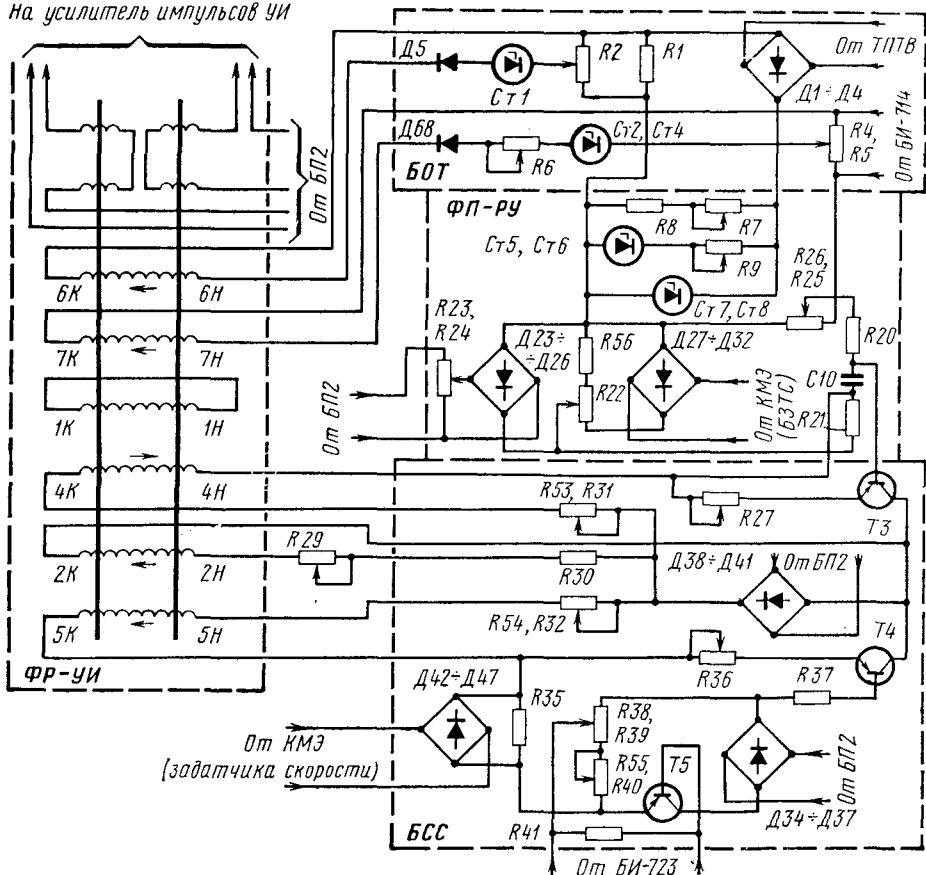 На усилитель импульсов УИ
Д5
Ст1
R2
R1
От ТПТВ
Д1÷Д4
От БИ-714
Д68
R6
Ст2, Ст4
R4,
R5
БОТ
От БП2
ФП-РУ
R8
R7
Ст5, Ст6
R9
Ст7, Ст8
R26,
R25
6К
6Н
7К
7Н
R23,
R24
Д23÷
÷Д26
R56
R22
Д27÷Д32
R20
С10
R21
От БП2
От КМЭ
(БЗТС)
1К
1Н
4К
4Н
R53, R31
R27
Т3
2К
2Н
R29
R30
Д38÷Д41
От БП2
5К
5Н
R54, R32
Т4
ФР-УИ
R36
R37
Д42÷Д47
R35
R38,
R39
От КМЭ
(задатчика скорости)
R55,
R40
Т5
От БП2
Д34÷Д37
БСС
R41
От БИ-723